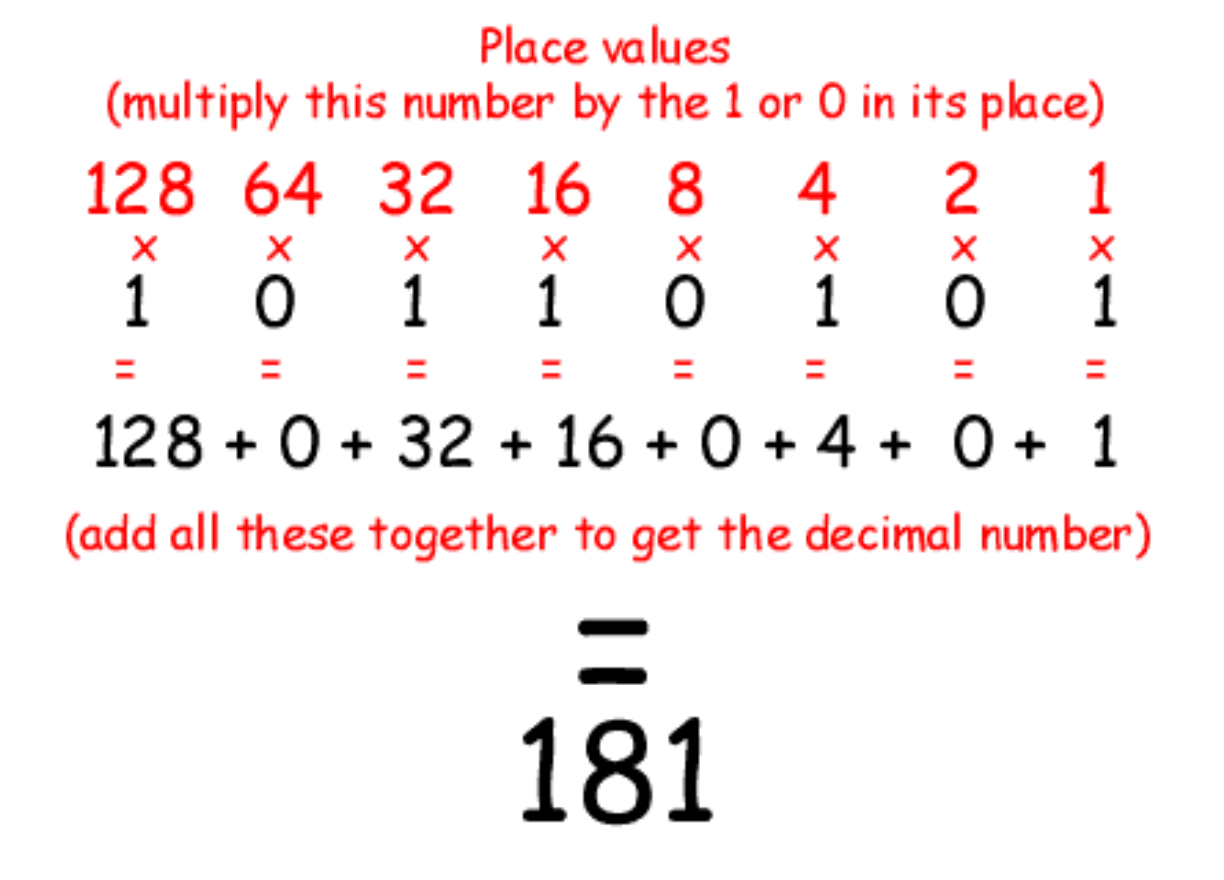 Place values
(multiply this number by the 1 or 0 in its place)
128 64 32 16 8 4 2 1
x x x x x x x x
1 0 1 1 0 1 0 1
= = = = = = = =
128 + 0 + 32 + 16 + 0 + 4 + 0 + 1
(add all these together to get the decimal number)
=
181